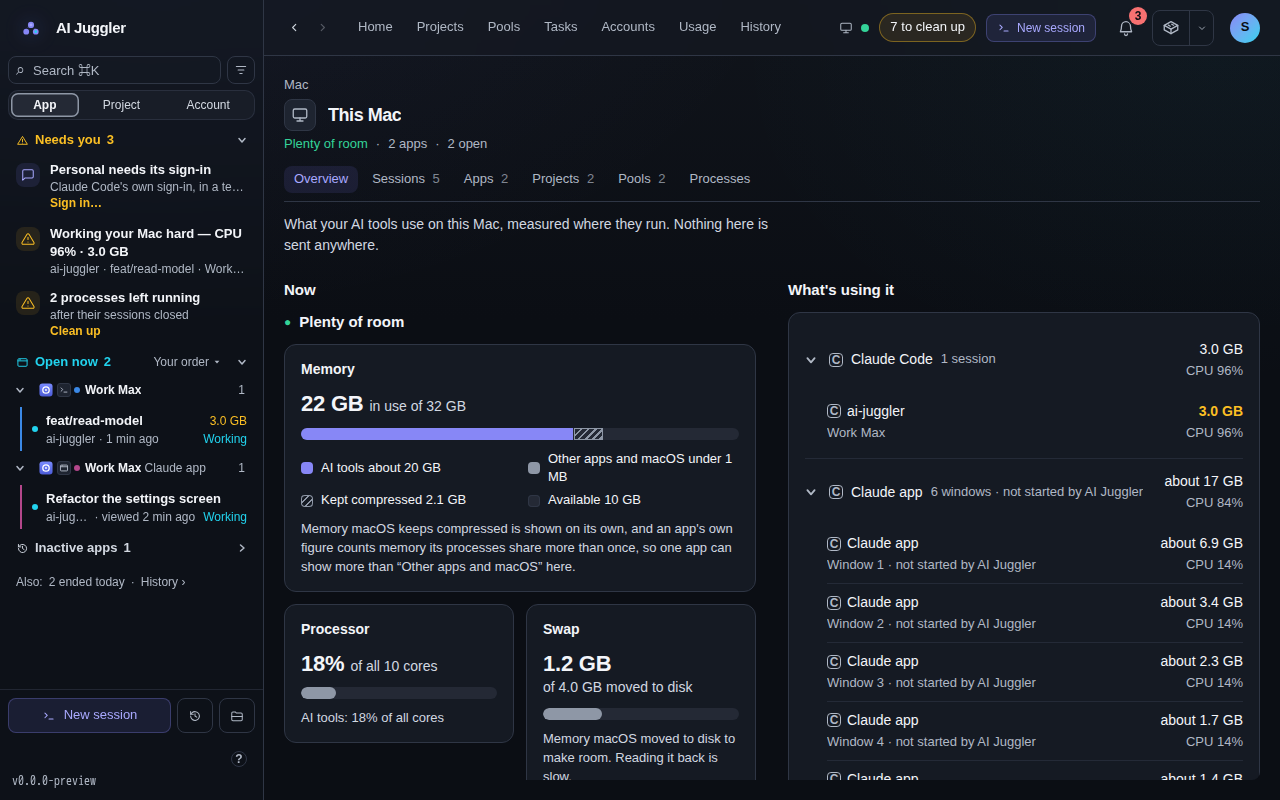 AI Juggler
Search ⌘K
App Project Account
Needs you 3
Personal needs its sign-in
Claude Code's own sign-in, in a te…
Sign in…
Working your Mac hard — CPU
96% · 3.0 GB
ai-juggler · feat/read-model · Work…
2 processes left running
after their sessions closed
Clean up
Open now 2 Your order
Work Max 1
feat/read-model 3.0 GB
ai-juggler · 1 min ago Working
Work Max Claude app 1
Refactor the settings screen
ai-jug… · viewed 2 min ago Working
Inactive apps 1
Also: 2 ended today · History ›
New session
?
v0.0.0-preview
Home Projects Pools Tasks Accounts Usage History
7 to clean up
New session
3
S
Mac
This Mac
Plenty of room · 2 apps · 2 open
Overview Sessions 5 Apps 2 Projects 2 Pools 2 Processes
What your AI tools use on this Mac, measured where they run. Nothing here is
sent anywhere.
Now
Plenty of room
Memory
22 GB in use of 32 GB
AI tools about 20 GB
Other apps and macOS under 1
MB
Kept compressed 2.1 GB
Available 10 GB
Memory macOS keeps compressed is shown on its own, and an app's own
figure counts memory its processes share more than once, so one app can
show more than “Other apps and macOS” here.
Processor
18% of all 10 cores
AI tools: 18% of all cores
Swap
1.2 GB
of 4.0 GB moved to disk
Memory macOS moved to disk to
make room. Reading it back is
slow.
What's using it
C Claude Code 1 session 3.0 GB
CPU 96%
C ai-juggler 3.0 GB
Work Max CPU 96%
C Claude app 6 windows · not started by AI Juggler about 17 GB
CPU 84%
C Claude app about 6.9 GB
Window 1 · not started by AI Juggler CPU 14%
C Claude app about 3.4 GB
Window 2 · not started by AI Juggler CPU 14%
C Claude app about 2.3 GB
Window 3 · not started by AI Juggler CPU 14%
C Claude app about 1.7 GB
Window 4 · not started by AI Juggler CPU 14%
C Claude app about 1.4 GB